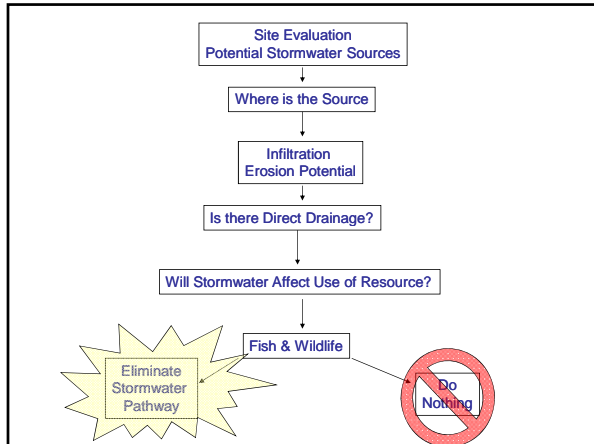 Site Evaluation
Potential Stormwater Sources
Where is the Source
Infiltration
Erosion Potential
Is there Direct Drainage?
Will Stormwater Affect Use of Resource?
Fish & Wildlife
Eliminate
Stormwater
Pathway
Do
Nothing